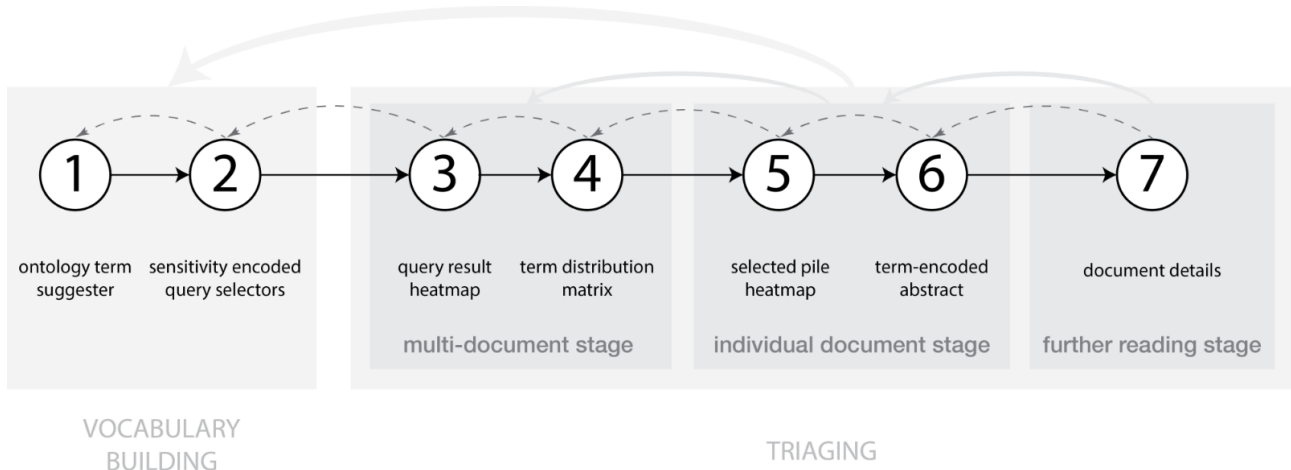 1
2
3
4
5
6
7
ontology term
suggester
sensitivity encoded
query selectors
query result
heatmap
term distribution
matrix
selected pile
heatmap
term-encoded
abstract
document details
multi-document stage
individual document stage
further reading stage
VOCABULARY
BUILDING
TRIAGING